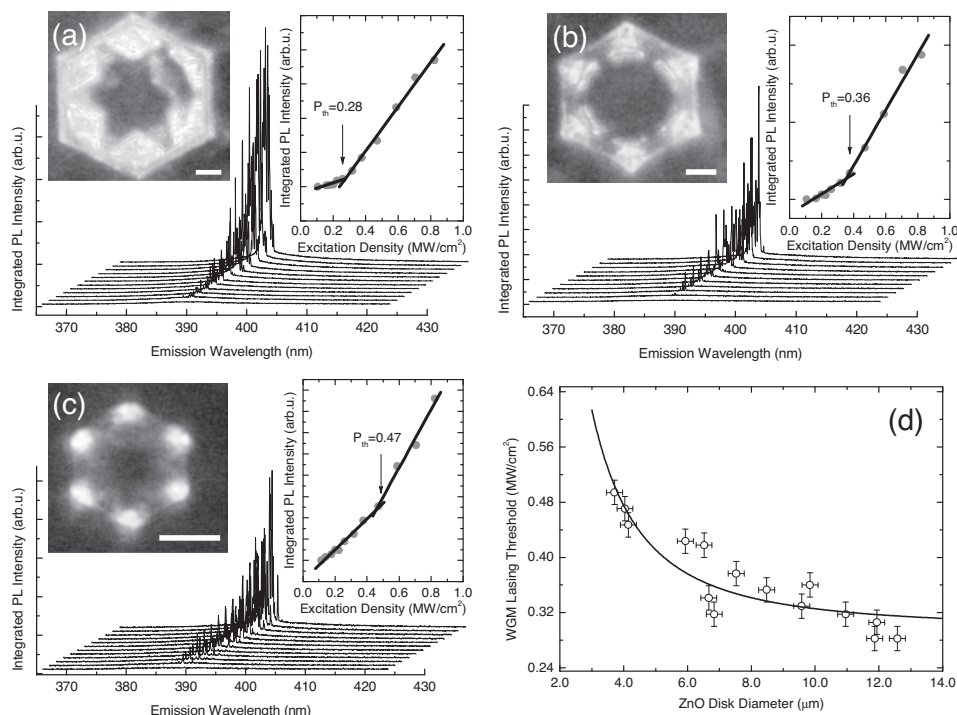 (a)
Integrated PL Intensity (arb.u.)
Integrated PL Intensity (arb.u.)
P_th=0.28
0.0 0.2 0.4 0.6 0.8 1.0
Excitation Density (MW/cm²)
370 380 390 400 410 420 430
Emission Wavelength (nm)
(b)
Integrated PL Intensity (arb.u.)
Integrated PL Intensity (arb.u.)
P_th=0.36
0.0 0.2 0.4 0.6 0.8 1.0
Excitation Density (MW/cm²)
370 380 390 400 410 420 430
Emission Wavelength (nm)
(c)
Integrated PL Intensity (arb.u.)
Integrated PL Intensity (arb.u.)
P_th=0.47
0.0 0.2 0.4 0.6 0.8 1.0
Excitation Density (MW/cm²)
370 380 390 400 410 420 430
Emission Wavelength (nm)
(d)
WGM Lasing Threshold (MW/cm²)
0.64
0.56
0.48
0.40
0.32
0.24
2.0 4.0 6.0 8.0 10.0 12.0 14.0
ZnO Disk Diameter (μm)